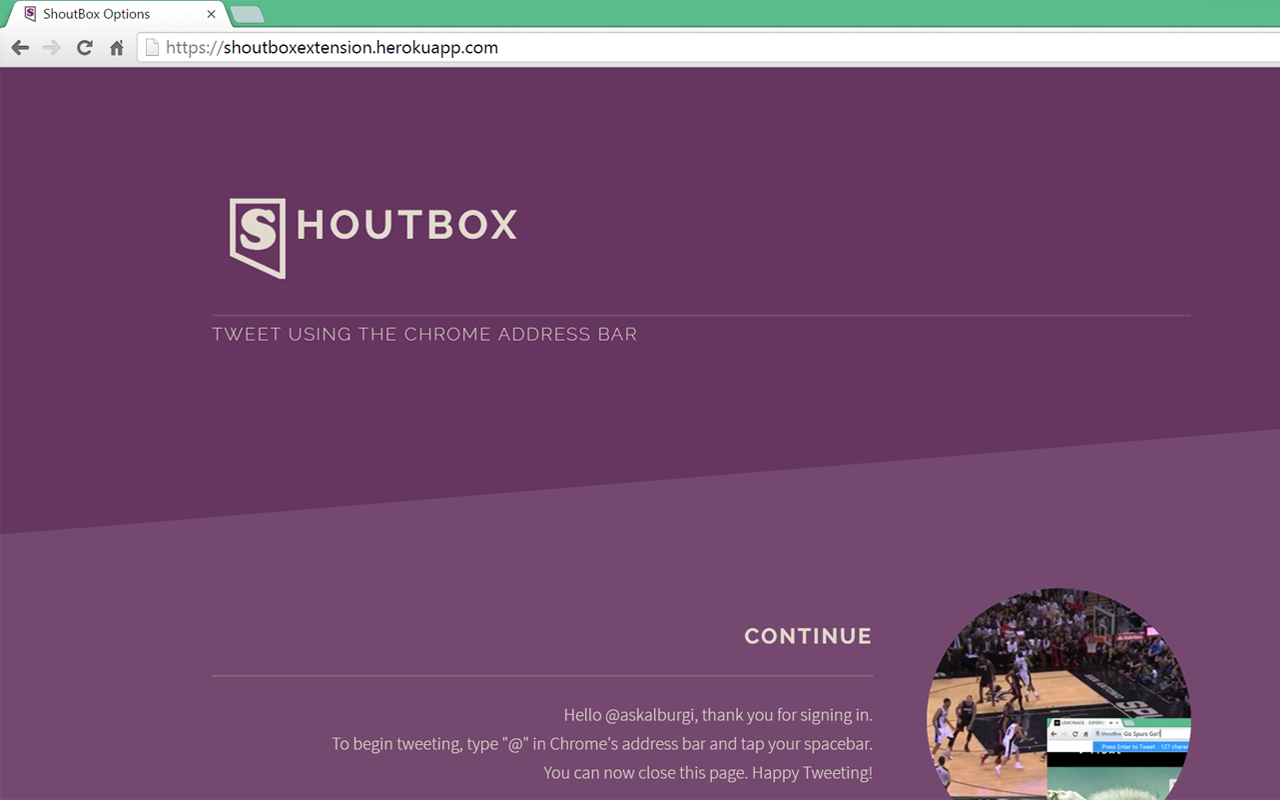 ShoutBox Options
https://shoutboxextension.herokuapp.com
SHOUTBOX
TWEET USING THE CHROME ADDRESS BAR
CONTINUE
Hello @askalburgi, thank you for signing in.
To begin tweeting, type "@" in Chrome's address bar and tap your spacebar.
You can now close this page. Happy Tweeting!
ShoutBox Go Spurs Go!
Press Enter to Tweet - 127 charac